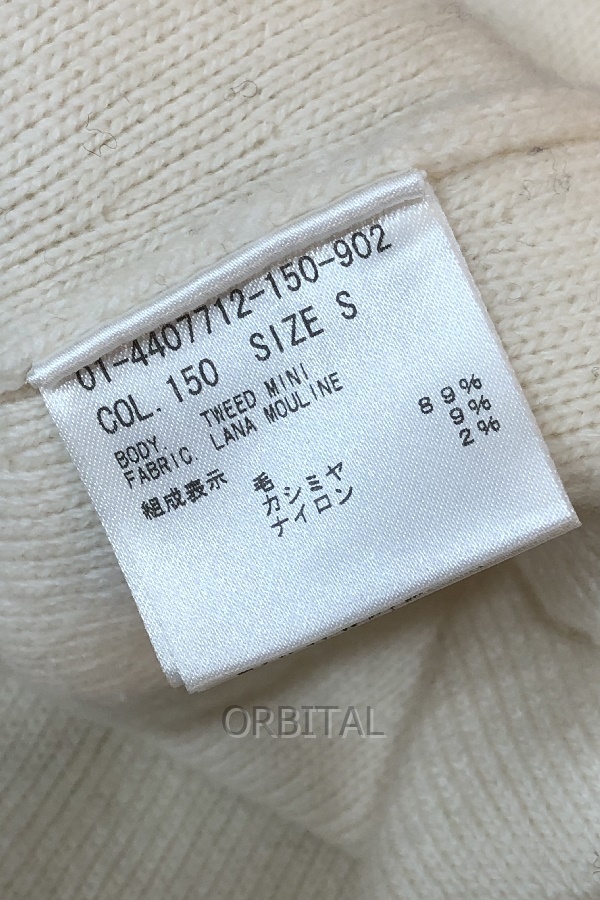 01-4407712-150-902
COL. 150 SIZE S
BODY TWEED MINI
FABRIC. LANA MOULINE
組成表示 毛 89%
カシミヤ 9%
ナイロン 2%
ORBITAL